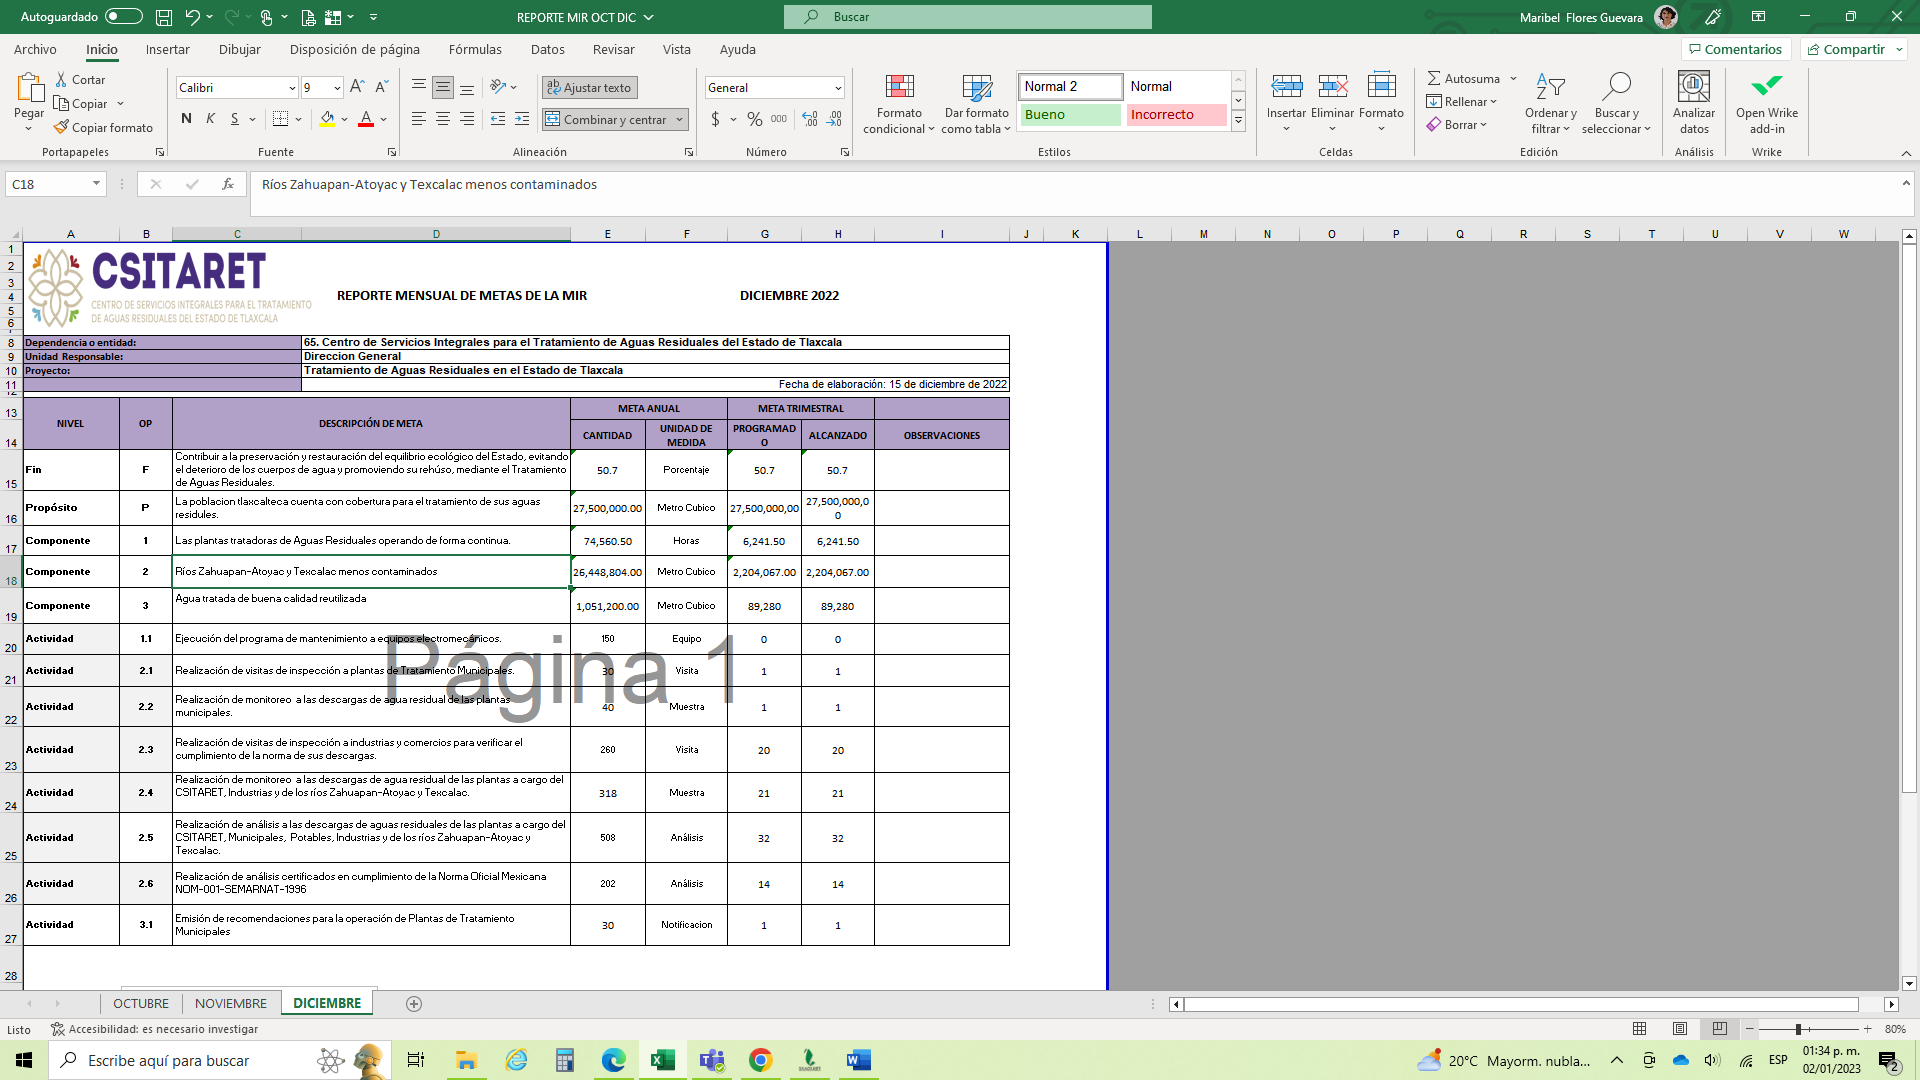 Autoguardado
REPORTE MIR OCT DIC
Buscar
Maribel Flores Guevara
Archivo Inicio Insertar Dibujar Disposición de página Fórmulas Datos Revisar Vista Ayuda
Comentarios Compartir
Pegar
Cortar
Copiar
Copiar formato
Portapapeles
Calibri 9
N K S
Fuente
Ajustar texto
Combinar y centrar
Alineación
General
$ % 000
Número
Formato condicional
Dar formato como tabla
Normal 2 Normal
Bueno Incorrecto
Estilos
Insertar Eliminar Formato
Celdas
Autosuma
Rellenar
Borrar
Ordenar y filtrar
Buscar y seleccionar
Edición
Analizar datos
Análisis
Open Wrike add-in
Wrike
C18
fx
Ríos Zahuapan-Atoyac y Texcalac menos contaminados
A B C D E F G H I J K L M N O P Q R S T U V W
CSITARET
CENTRO DE SERVICIOS INTEGRALES PARA EL TRATAMIENTO
DE AGUAS RESIDUALES DEL ESTADO DE TLAXCALA
REPORTE MENSUAL DE METAS DE LA MIR DICIEMBRE 2022
8 Dependencia o entidad: 65. Centro de Servicios Integrales para el Tratamiento de Aguas Residuales del Estado de Tlaxcala
9 Unidad Responsable: Direccion General
10 Proyecto: Tratamiento de Aguas Residuales en el Estado de Tlaxcala
11 Fecha de elaboración: 15 de diciembre de 2022
13 NIVEL OP DESCRIPCIÓN DE META META ANUAL META TRIMESTRAL
14 CANTIDAD UNIDAD DE MEDIDA PROGRAMADO ALCANZADO OBSERVACIONES
15 Fin F Contribuir a la preservación y restauración del equilibrio ecológico del Estado, evitando
el deterioro de los cuerpos de agua y promoviendo su rehúso, mediante el Tratamiento
de Aguas Residuales. 50.7 Porcentaje 50.7 50.7
16 Propósito P La poblacion tlaxcalteca cuenta con cobertura para el tratamiento de sus aguas
residules. 27,500,000.00 Metro Cubico 27,500,000,00 27,500,000,00
17 Componente 1 Las plantas tratadoras de Aguas Residuales operando de forma continua. 74,560.50 Horas 6,241.50 6,241.50
18 Componente 2 Ríos Zahuapan-Atoyac y Texcalac menos contaminados 26,448,804.00 Metro Cubico 2,204,067.00 2,204,067.00
19 Componente 3 Agua tratada de buena calidad reutilizada 1,051,200.00 Metro Cubico 89,280 89,280
20 Actividad 1.1 Ejecución del programa de mantenimiento a equipos electromecánicos. 150 Equipo 0 0
21 Actividad 2.1 Realización de visitas de inspección a plantas de Tratamiento Municipales. 30 Visita 1 1
Página 1
22 Actividad 2.2 Realización de monitoreo a las descargas de agua residual de las plantas
municipales. 40 Muestra 1 1
23 Actividad 2.3 Realización de visitas de inspección a industrias y comercios para verificar el
cumplimiento de la norma de sus descargas. 260 Visita 20 20
24 Actividad 2.4 Realización de monitoreo a las descargas de agua residual de las plantas a cargo del
CSITARET, Industrias y de los ríos Zahuapan-Atoyac y Texcalac. 318 Muestra 21 21
25 Actividad 2.5 Realización de análisis a las descargas de aguas residuales de las plantas a cargo del
CSITARET, Municipales, Potables, Industrias y de los ríos Zahuapan-Atoyac y
Texcalac. 508 Análisis 32 32
26 Actividad 2.6 Realización de análisis certificados en cumplimiento de la Norma Oficial Mexicana
NOM-001-SEMARNAT-1996 202 Análisis 14 14
27 Actividad 3.1 Emisión de recomendaciones para la operación de Plantas de Tratamiento
Municipales 30 Notificacion 1 1
28
OCTUBRE NOVIEMBRE DICIEMBRE
Listo Accesibilidad: es necesario investigar 80%
Escribe aquí para buscar
20°C Mayorm. nubla...
ESP
01:34 p. m.
02/01/2023
2